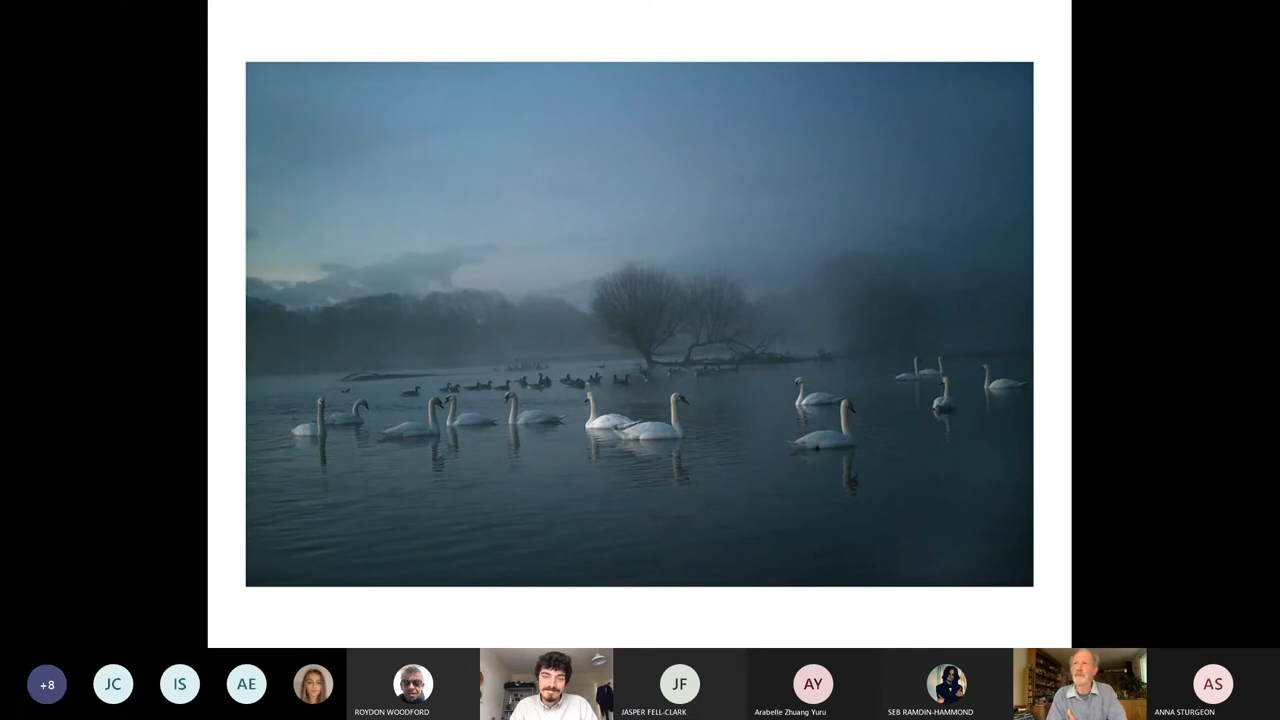 +8
JC
IS
AE
ROYDON WOODFORD
JF
JASPER FELL-CLARK
AY
Arabelle Zhuang Yuru
SEB RAMDIN-HAMMOND
AS
ANNA STURGEON